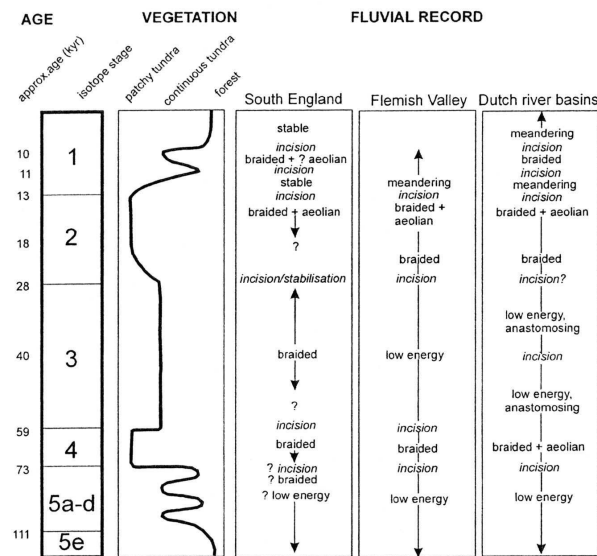 AGE VEGETATION FLUVIAL RECORD
approx.age (kyr)
isotope stage
patchy tundra
continuous tundra
forest
South England Flemish Valley Dutch river basins
10
11
13
18
28
40
59
73
111
1
2
3
4
5a-d
5e
stable
incision
braided + ? aeolian
incision
stable
incision
braided + aeolian
?
incision/stabilisation
braided
?
incision
braided
? incision
? braided
? low energy
meandering
incision
braided +
aeolian
braided
incision
low energy
incision
braided
incision
low energy
meandering
incision
braided
incision
meandering
incision
braided + aeolian
braided
incision?
low energy,
anastomosing
incision
low energy,
anastomosing
braided + aeolian
incision
low energy